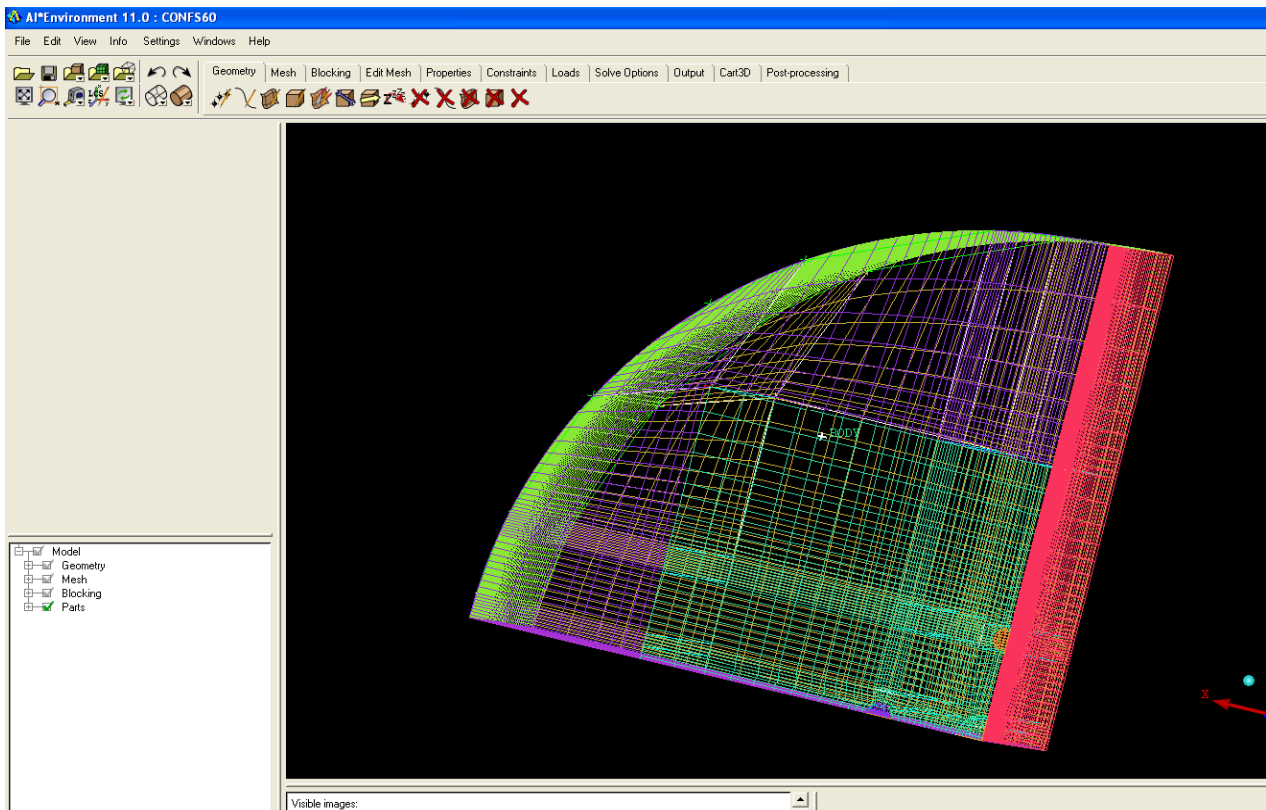 AI*Environment 11.0 : CONFS60
File Edit View Info Settings Windows Help
Geometry Mesh Blocking Edit Mesh Properties Constraints Loads Solve Options Output Cart3D Post-processing
LCS
BODY
X
Model
Geometry
Mesh
Blocking
Parts
Visible images: